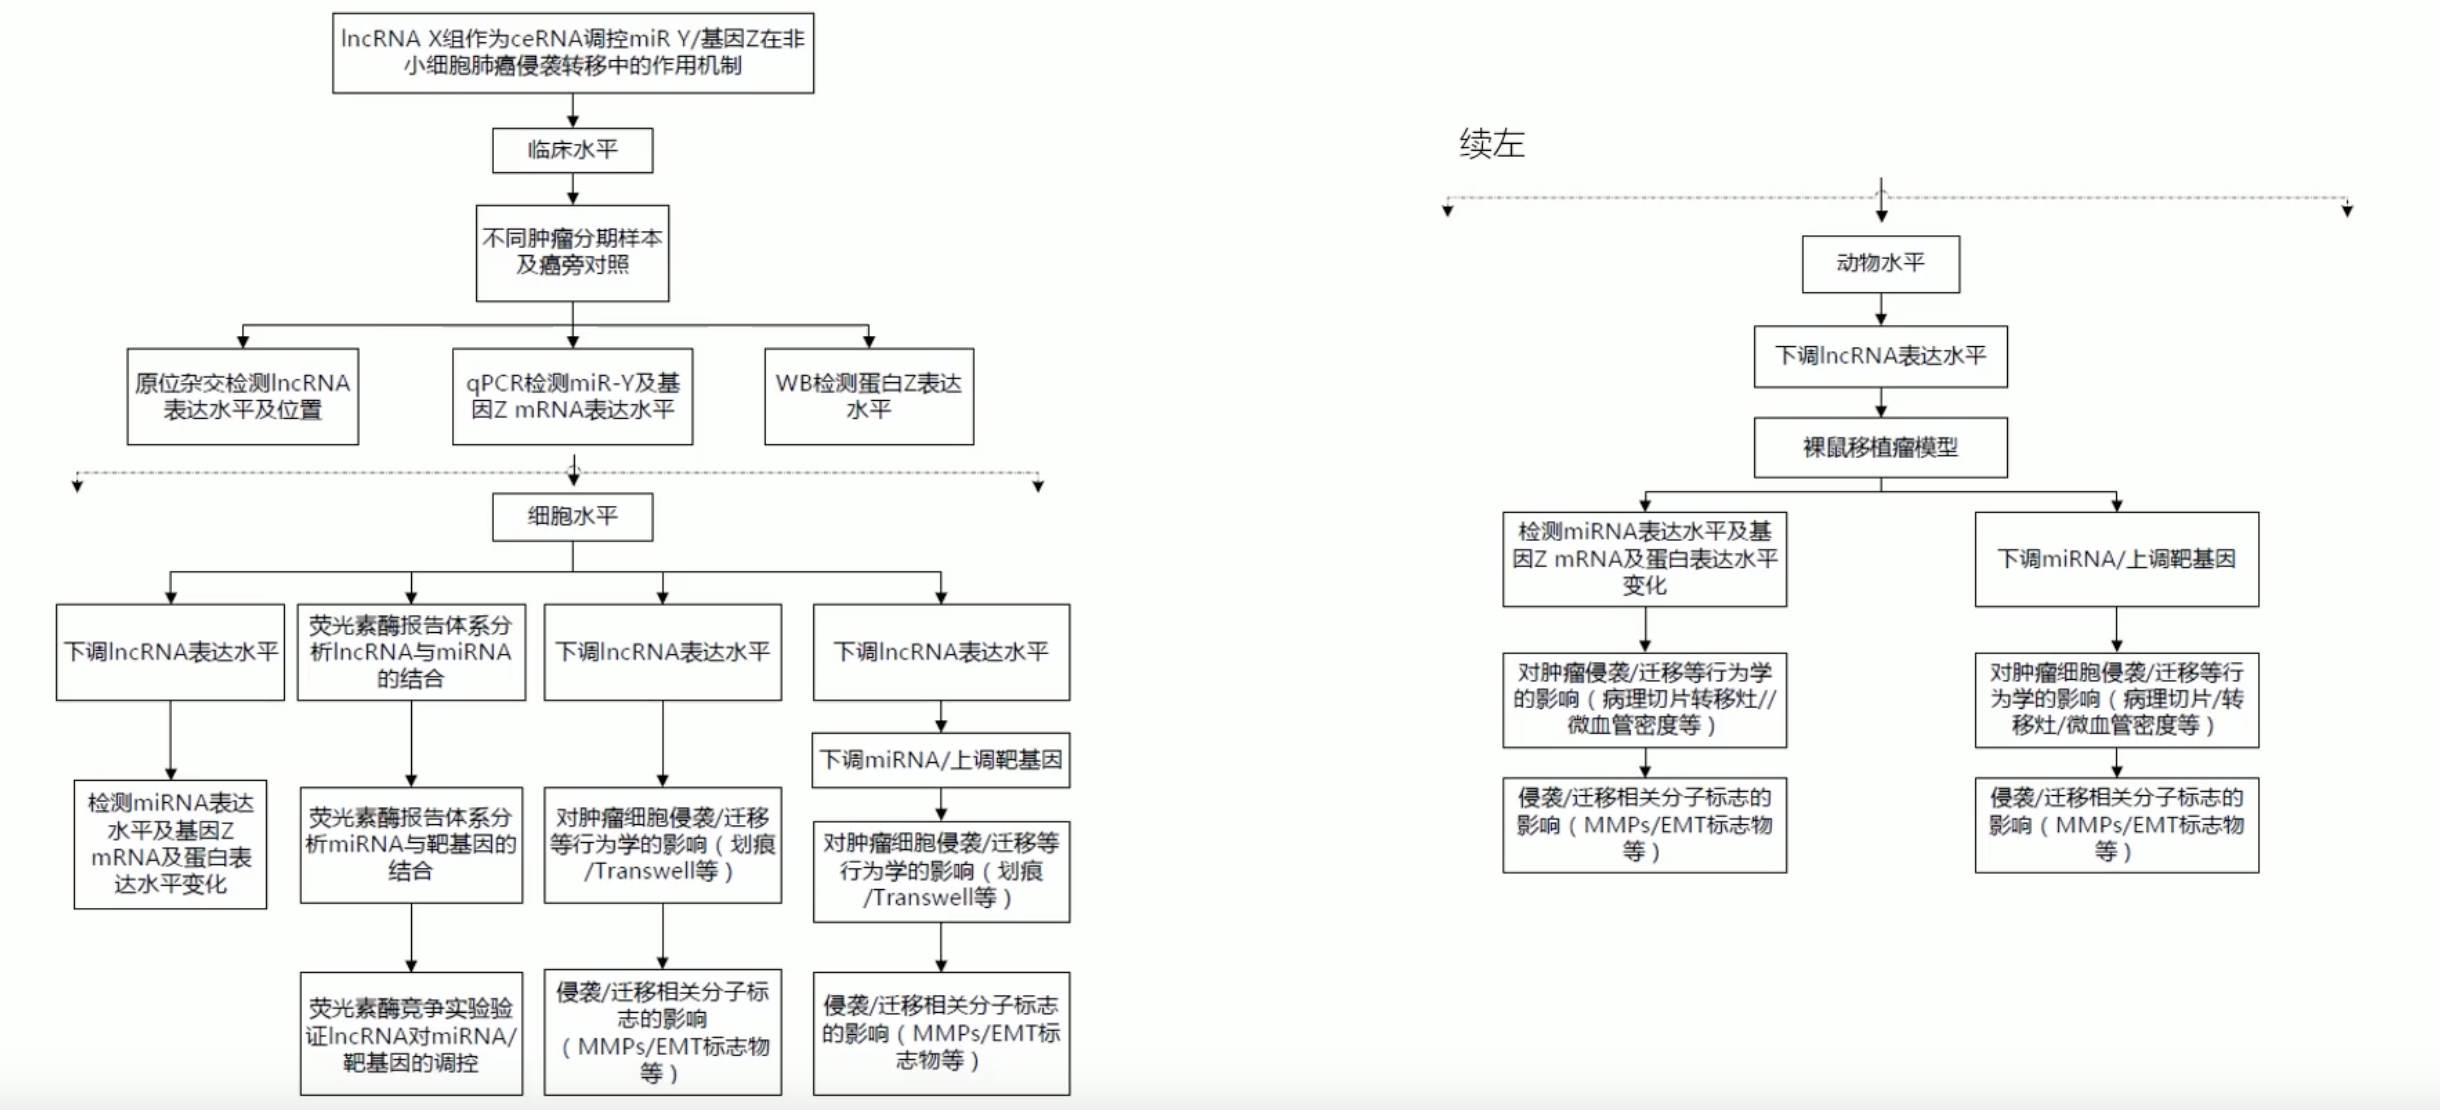 lncRNA X组作为ceRNA调控miR Y/基因Z在非
小细胞肺癌侵袭转移中的作用机制
临床水平
不同肿瘤分期样本
及癌旁对照
原位杂交检测lncRNA
表达水平及位置
qPCR检测miR-Y及基
因Z mRNA表达水平
WB检测蛋白Z表达
水平
细胞水平
下调lncRNA表达水平
检测miRNA表达
水平及基因Z
mRNA及蛋白表
达水平变化
荧光素酶报告体系分
析lncRNA与miRNA
的结合
荧光素酶报告体系分
析miRNA与靶基因的
结合
荧光素酶竞争实验验
证lncRNA对miRNA/
靶基因的调控
下调lncRNA表达水平
对肿瘤细胞侵袭/迁移
等行为学的影响（划痕
/Transwell等）
侵袭/迁移相关分子标
志的影响
（MMPs/EMT标志物
等）
下调lncRNA表达水平
下调miRNA/上调靶基因
对肿瘤细胞侵袭/迁移等
行为学的影响（划痕
/Transwell等）
侵袭/迁移相关分子标志
的影响（MMPs/EMT标
志物等）
续左
动物水平
下调lncRNA表达水平
裸鼠移植瘤模型
检测miRNA表达水平及基
因Z mRNA及蛋白表达水平
变化
对肿瘤侵袭/迁移等行为学
的影响（病理切片转移灶//
微血管密度等）
侵袭/迁移相关分子标志的
影响（MMPs/EMT标志物
等）
下调miRNA/上调靶基因
对肿瘤细胞侵袭/迁移等行
为学的影响（病理切片/转
移灶/微血管密度等）
侵袭/迁移相关分子标志的
影响（MMPs/EMT标志物
等）